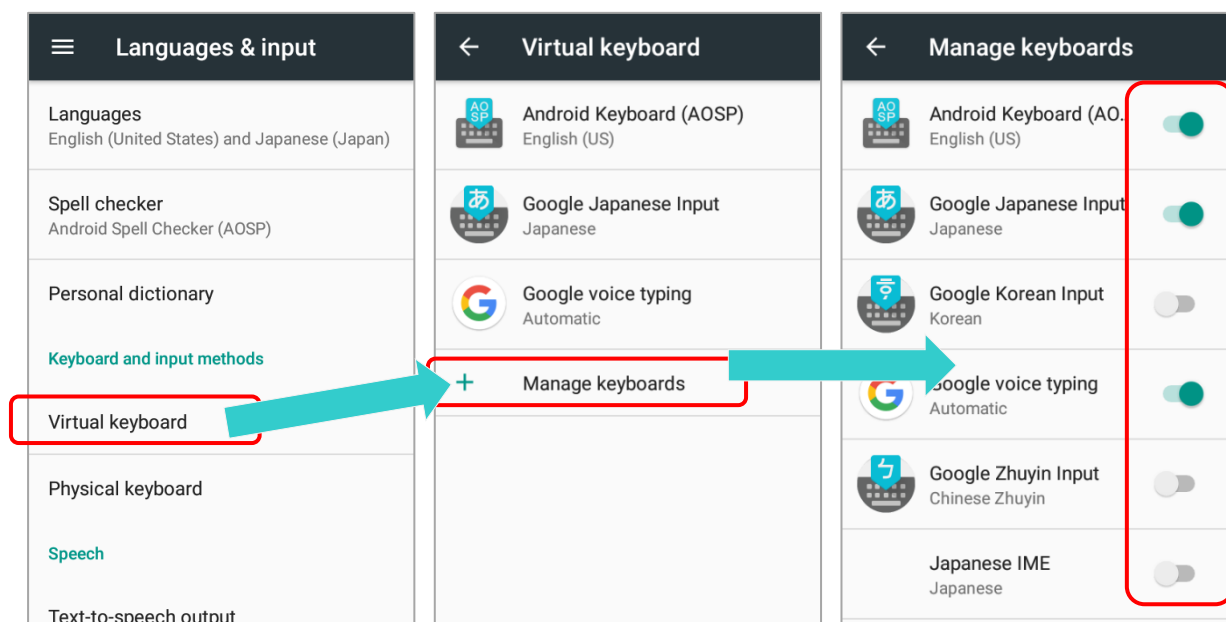 Languages & input
Languages
English (United States) and Japanese (Japan)
Spell checker
Android Spell Checker (AOSP)
Personal dictionary
Keyboard and input methods
Virtual keyboard
Physical keyboard
Speech
Text-to-speech output
Virtual keyboard
AO
SP
Android Keyboard (AOSP)
English (US)
あ
Google Japanese Input
Japanese
G
Google voice typing
Automatic
+ Manage keyboards
Manage keyboards
AO
SP
Android Keyboard (AO.
English (US)
あ
Google Japanese Input
Japanese
Google Korean Input
Korean
G
Google voice typing
Automatic
ㄅ
Google Zhuyin Input
Chinese Zhuyin
Japanese IME
Japanese